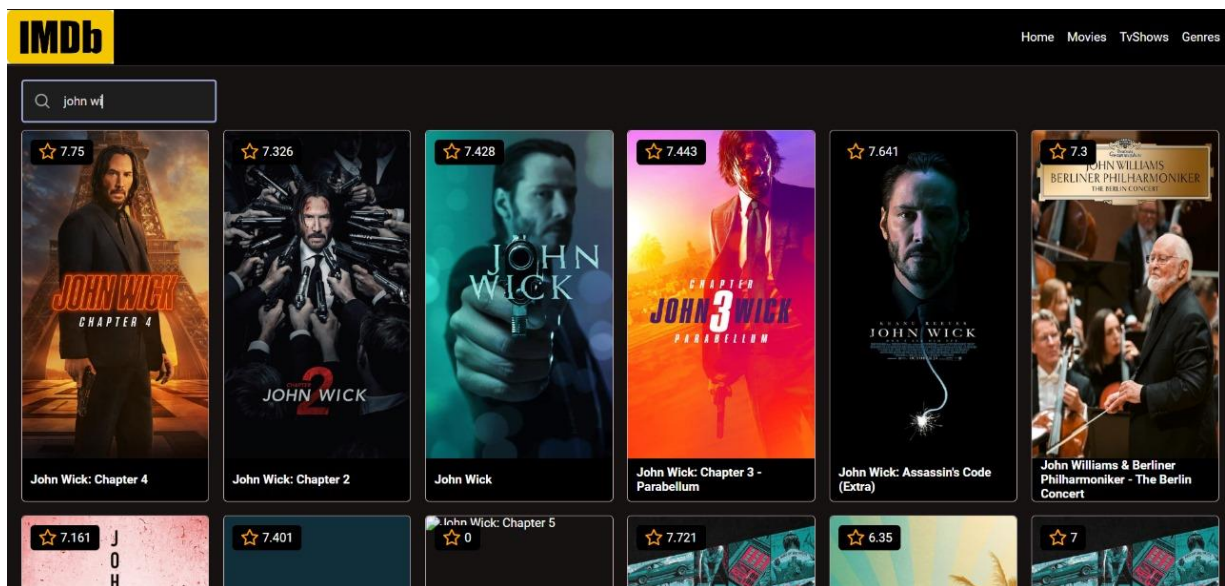 IMDb
Home Movies TvShows Genres
john wi
7.75
JOHN WICK
CHAPTER 4
John Wick: Chapter 4
7.326
CHAPTER
2
JOHN WICK
John Wick: Chapter 2
7.428
JOHN
WICK
John Wick
7.443
CHAPTER
JOHN 3 WICK
PARABELLUM
John Wick: Chapter 3 -
Parabellum
7.641
KEANU REEVES
JOHN WICK
John Wick: Assassin's Code
(Extra)
7.3
JOHN WILLIAMS
BERLINER PHILHARMONIKER
THE BERLIN CONCERT
John Williams & Berliner
Philharmoniker - The Berlin
Concert
7.161
J
O
H
7.401
John Wick: Chapter 5
0
7.721
6.35
7